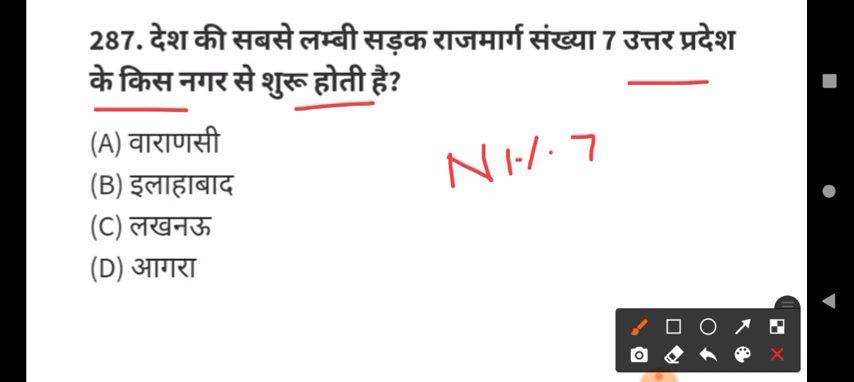 287. देश की सबसे लम्बी सड़क राजमार्ग संख्या 7 उत्तर प्रदेश
के किस नगर से शुरू होती है?
(A) वाराणसी
(B) इलाहाबाद
(C) लखनऊ
(D) आगरा
NH. 7